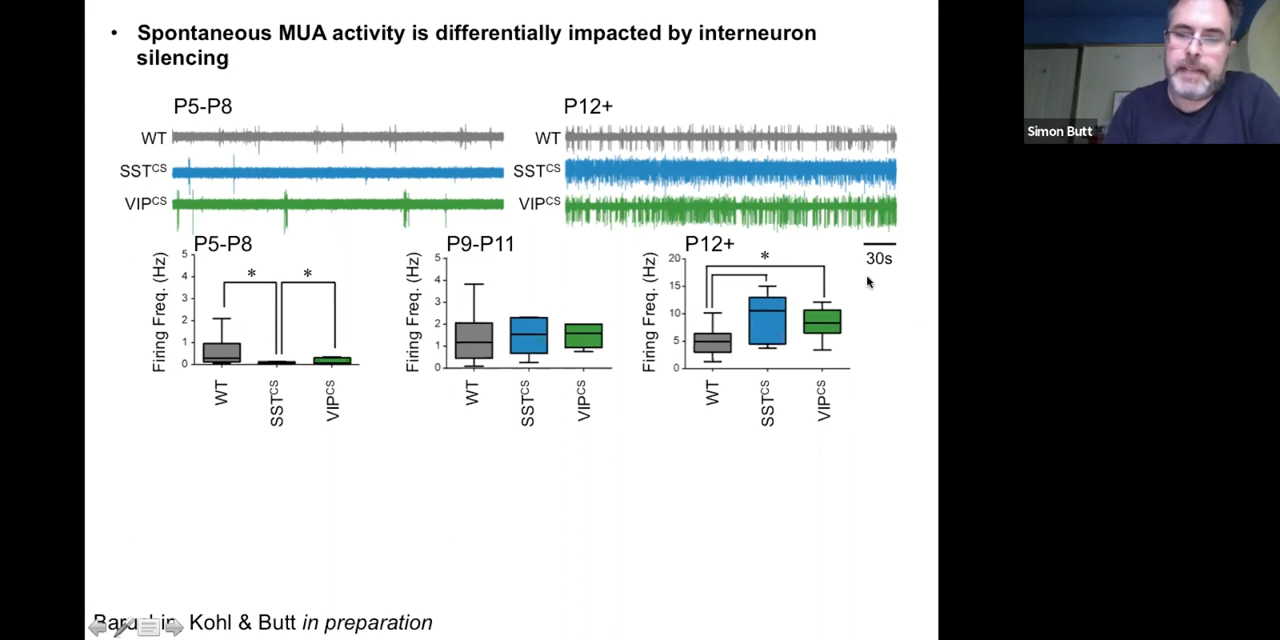 • Spontaneous MUA activity is differentially impacted by interneuron
silencing
P5-P8
WT
SSTCS
VIPCS
P12+
WT
SSTCS
VIPCS
30s
P5-P8
Firing Freq. (Hz)
5
4
3
2
1
0
* *
WT
SSTCS
VIPCS
P9-P11
Firing Freq. (Hz)
5
4
3
2
1
0
WT
SSTCS
VIPCS
P12+
Firing Freq. (Hz)
20
15
10
5
0
*
WT
SSTCS
VIPCS
Kohl & Butt in preparation
Simon Butt